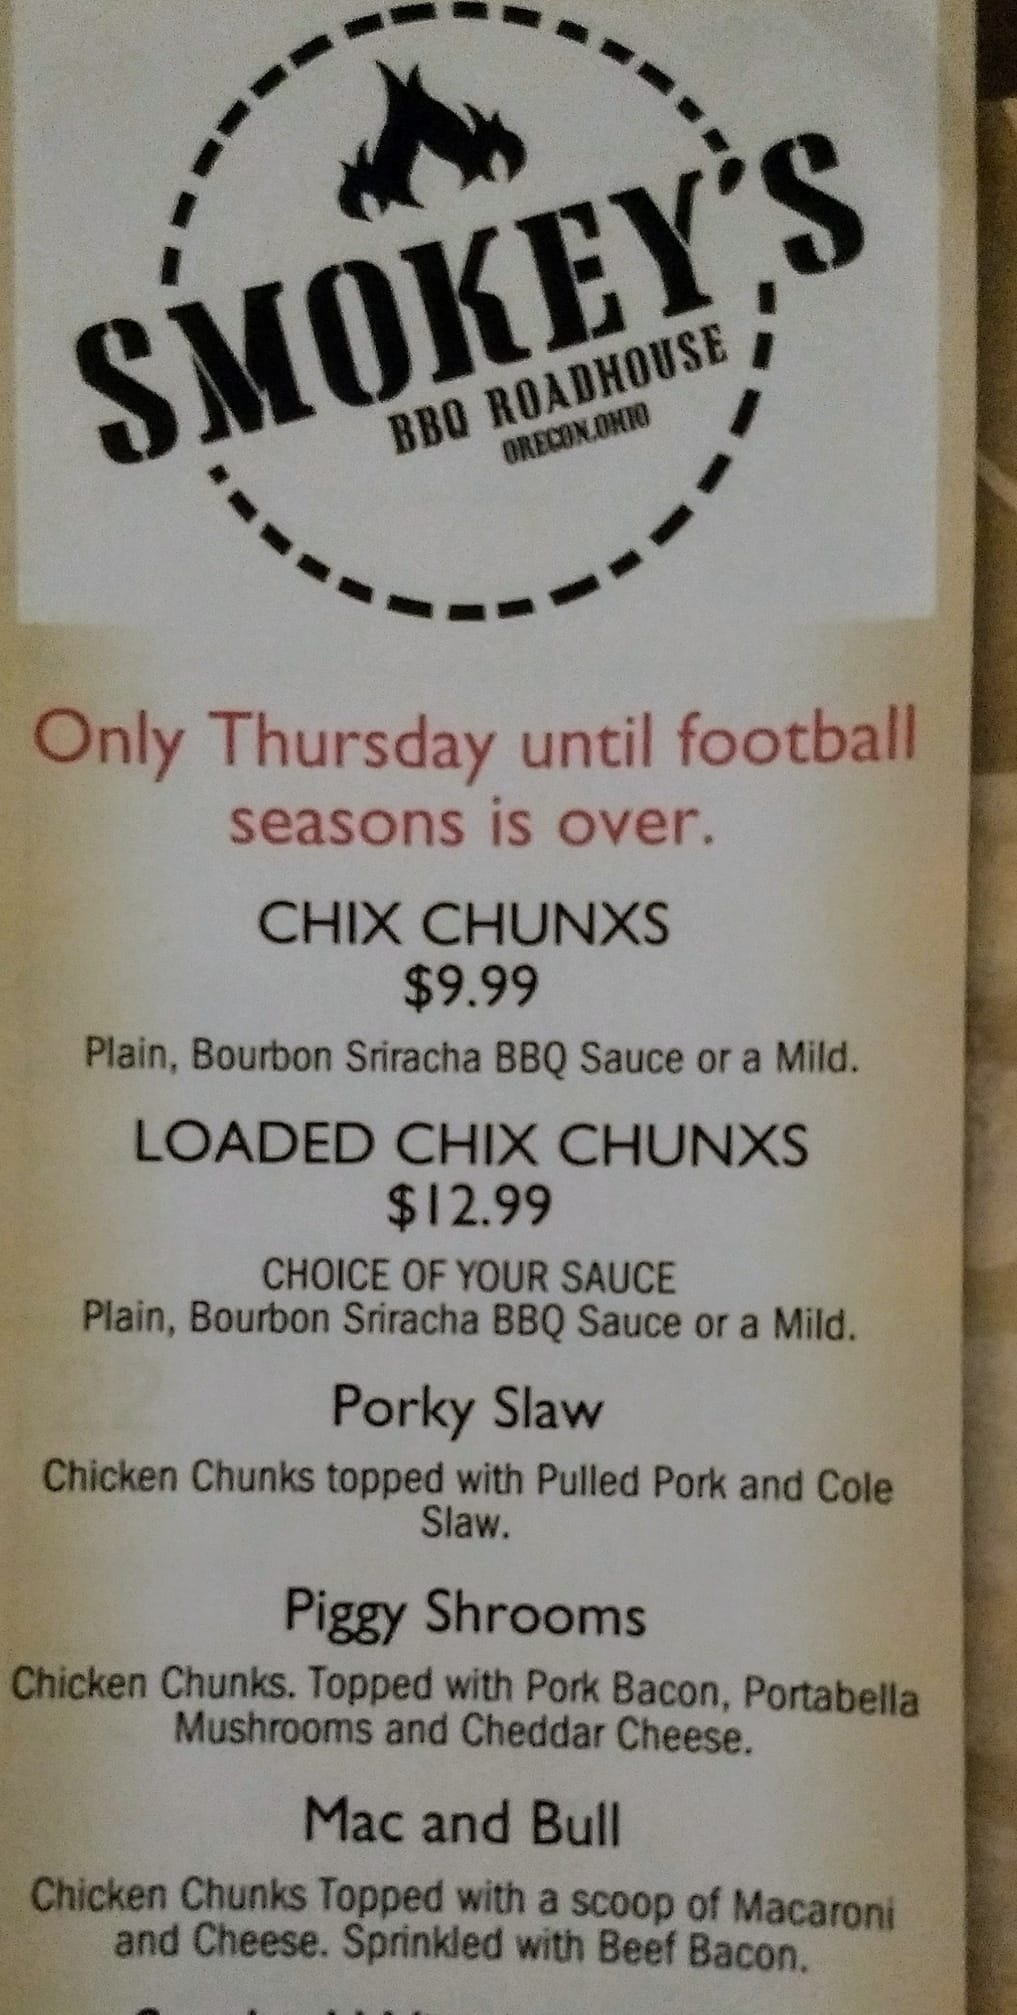 SMOKEY'S
BBQ ROADHOUSE
OREGON,OHIO
Only Thursday until football
seasons is over.
CHIX CHUNXS
$9.99
Plain, Bourbon Sriracha BBQ Sauce or a Mild.
LOADED CHIX CHUNXS
$12.99
CHOICE OF YOUR SAUCE
Plain, Bourbon Sriracha BBQ Sauce or a Mild.
Porky Slaw
Chicken Chunks topped with Pulled Pork and Cole
Slaw.
Piggy Shrooms
Chicken Chunks. Topped with Pork Bacon, Portabella
Mushrooms and Cheddar Cheese.
Mac and Bull
Chicken Chunks Topped with a scoop of Macaroni
and Cheese. Sprinkled with Beef Bacon.